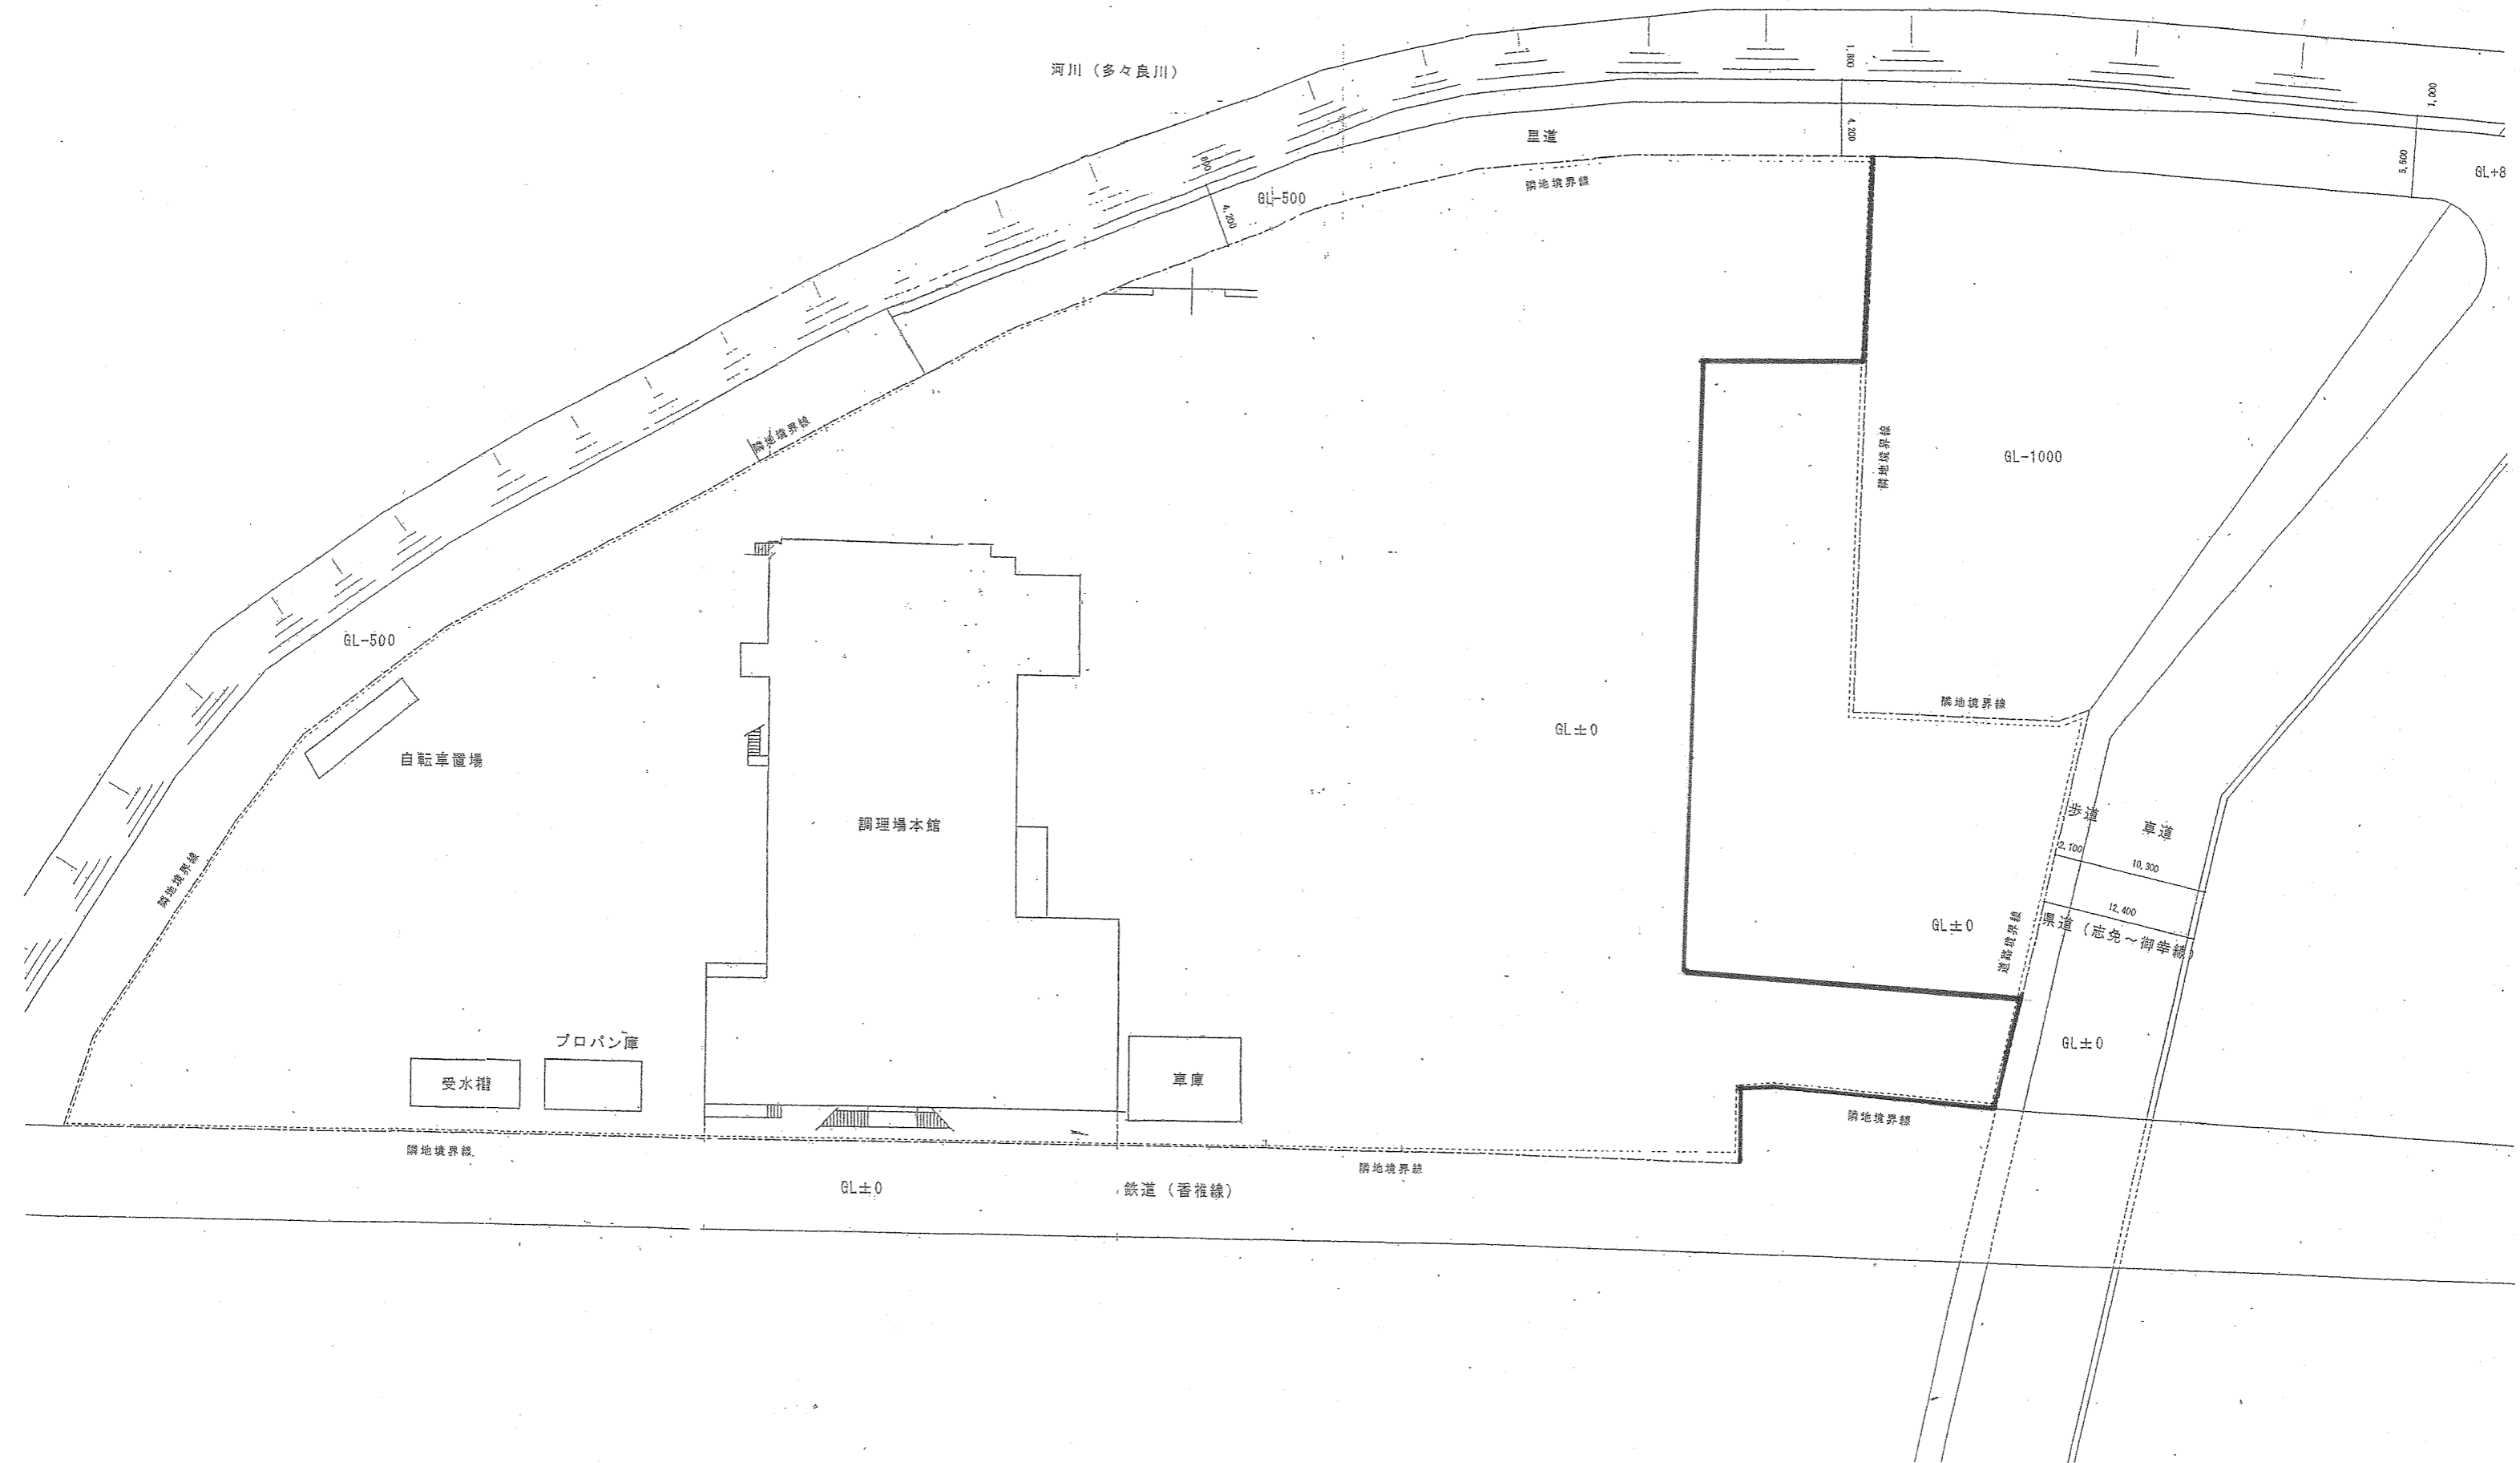 河川（多々良川）
1,800
1,000
4,200
里道
5,500
GL+8
隣地境界線
800
GL-500
4,200
隣地境界線
隣地境界線
GL-1000
GL-500
隣地境界線
GL±0
自転車置場
歩道
車道
調理場本館
2,100
10,300
隣地境界線
12,400
県道（志免～御幸線）
GL±0
道路境界線
プロパン庫
GL±0
受水槽
車庫
隣地境界線
隣地境界線
隣地境界線
GL±0
鉄道（香椎線）